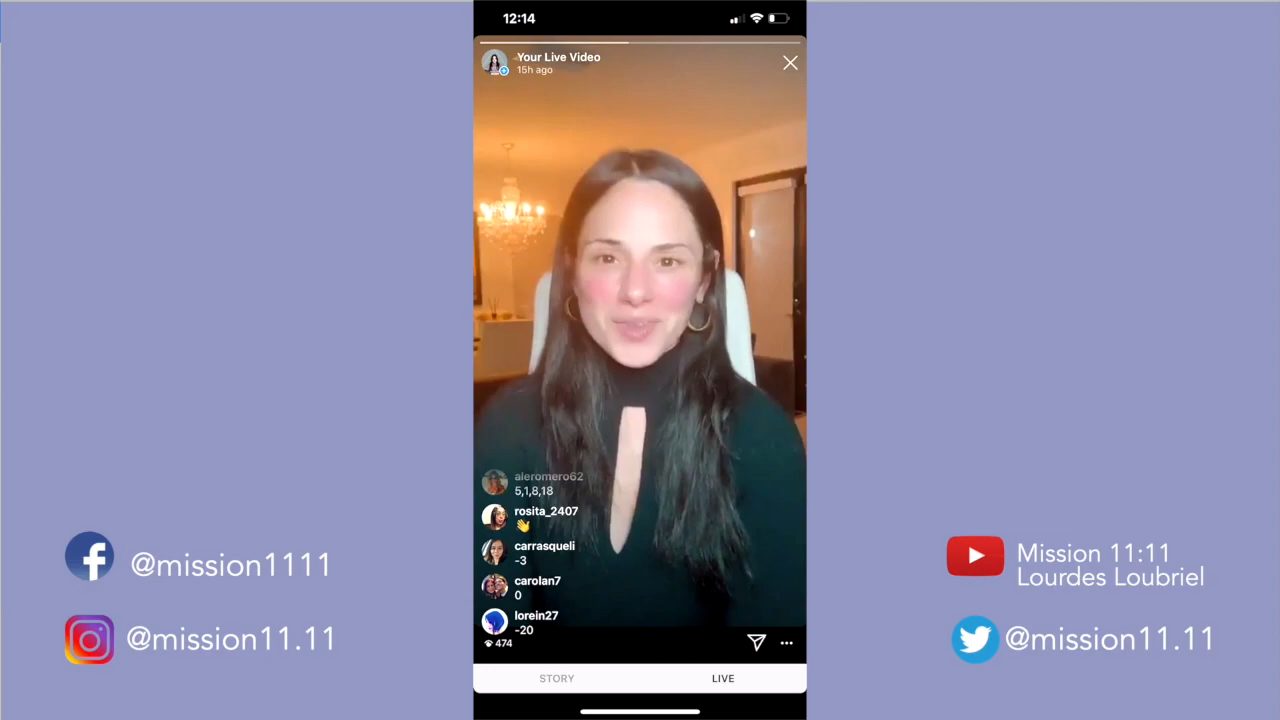 12:14
Your Live Video
15h ago
aleromero62
5,1,8,18
rosita_2407
👋
carrasqueli
-3
carolan7
0
lorein27
-20
474
STORY
LIVE
@mission1111
@mission11.11
Mission 11:11
Lourdes Loubriel
@mission11.11